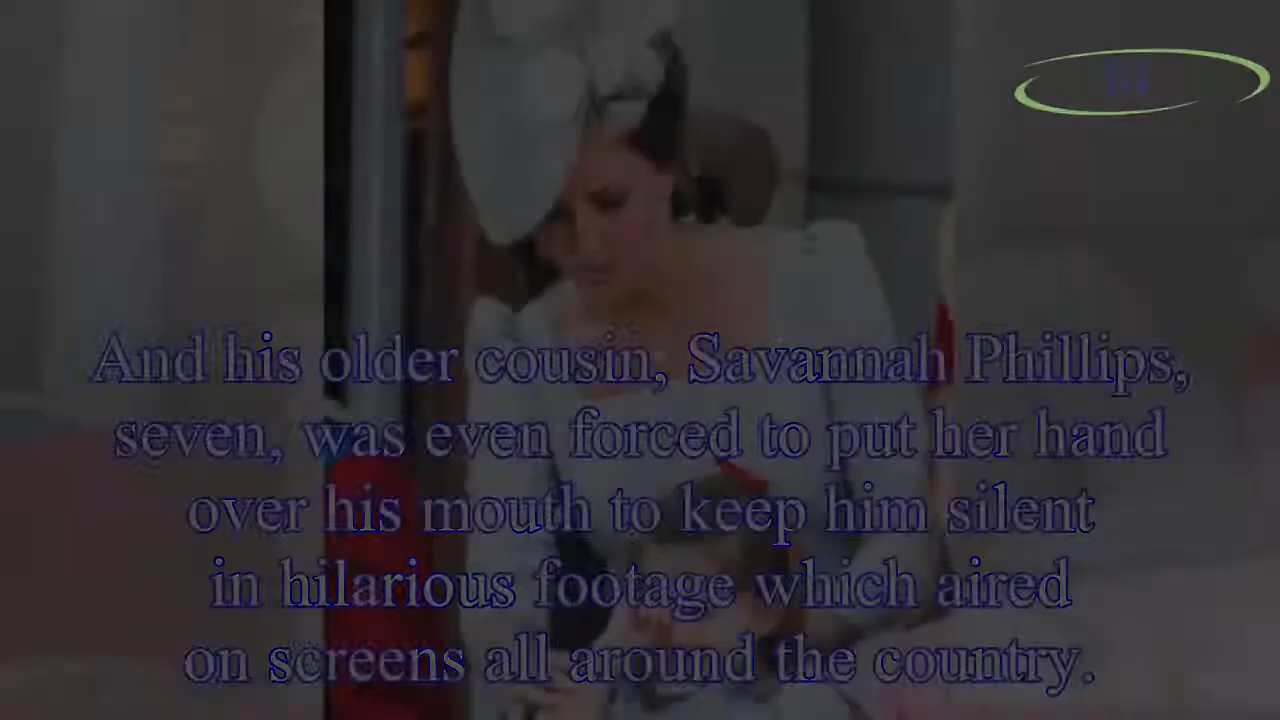 And his older cousin, Savannah Phillips,
seven, was even forced to put her hand
over his mouth to keep him silent
in hilarious footage which aired
on screens all around the country.